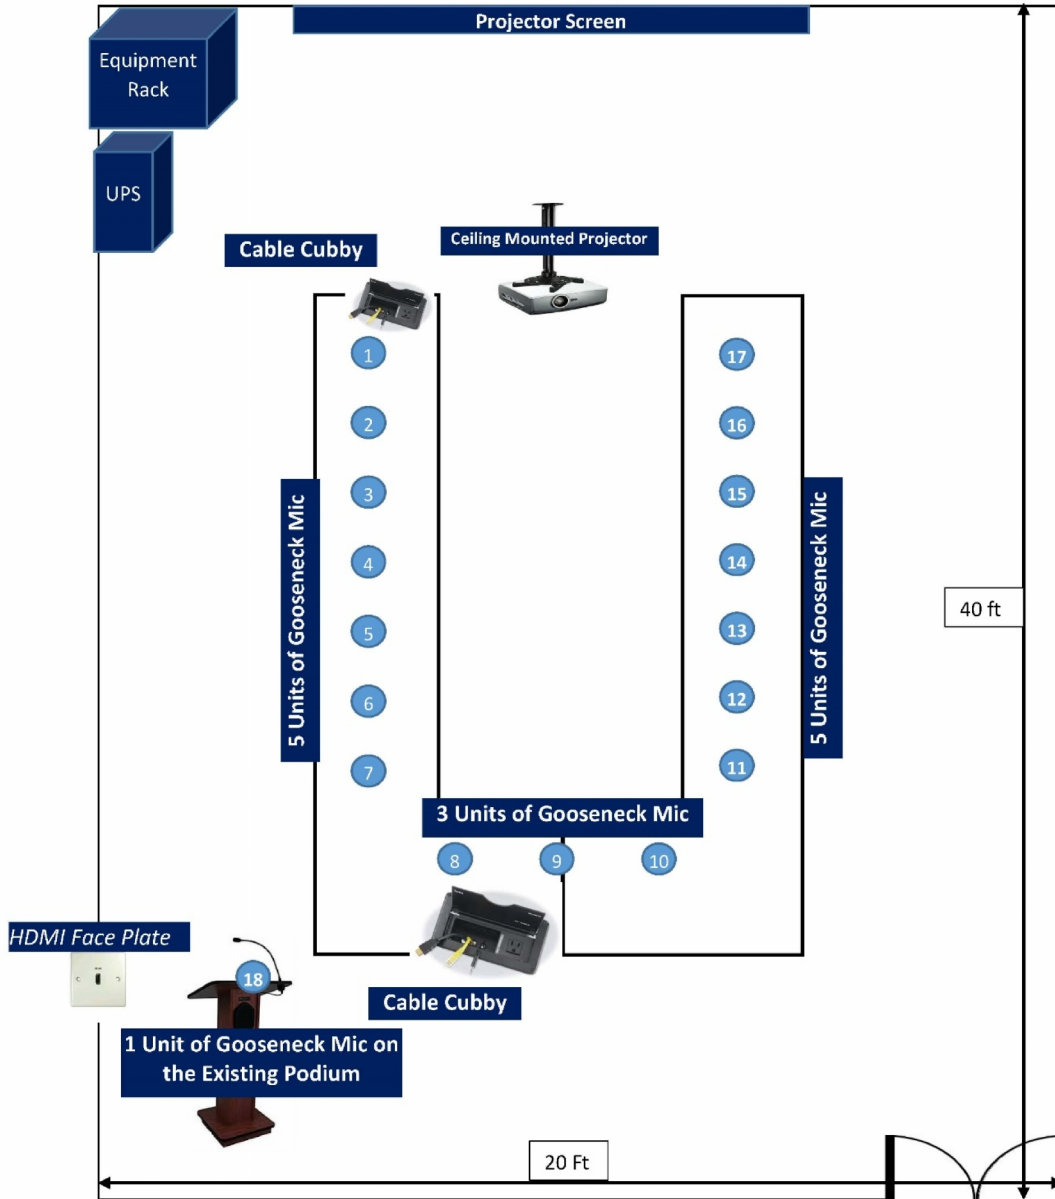 Projector Screen
Equipment
Rack
UPS
Cable Cubby
Ceiling Mounted Projector
1
17
2
16
3
15
5 Units of Gooseneck Mic
5 Units of Gooseneck Mic
4
14
40 ft
5
13
6
12
7
11
3 Units of Gooseneck Mic
8
9
10
HDMI Face Plate
18
Cable Cubby
1 Unit of Gooseneck Mic on
the Existing Podium
20 Ft